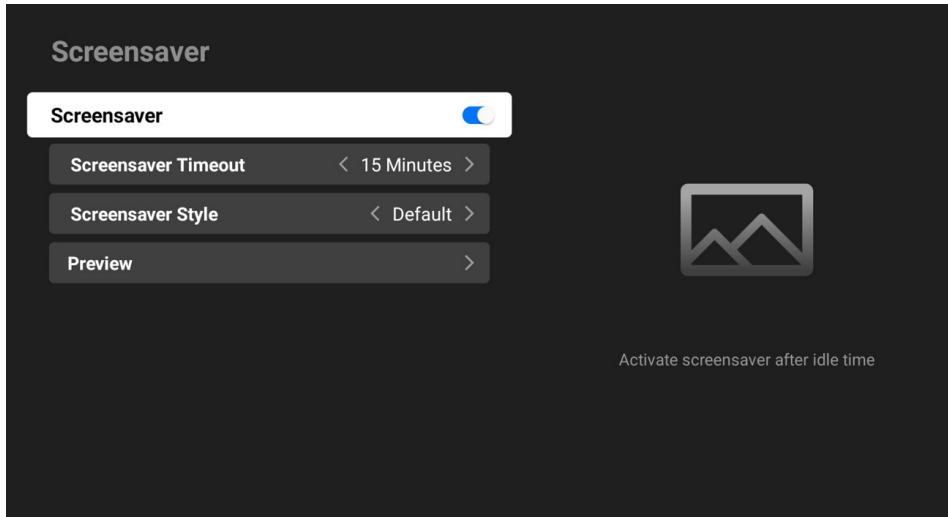 Screensaver
Screensaver
Screensaver Timeout < 15 Minutes >
Screensaver Style < Default >
Preview >
Activate screensaver after idle time